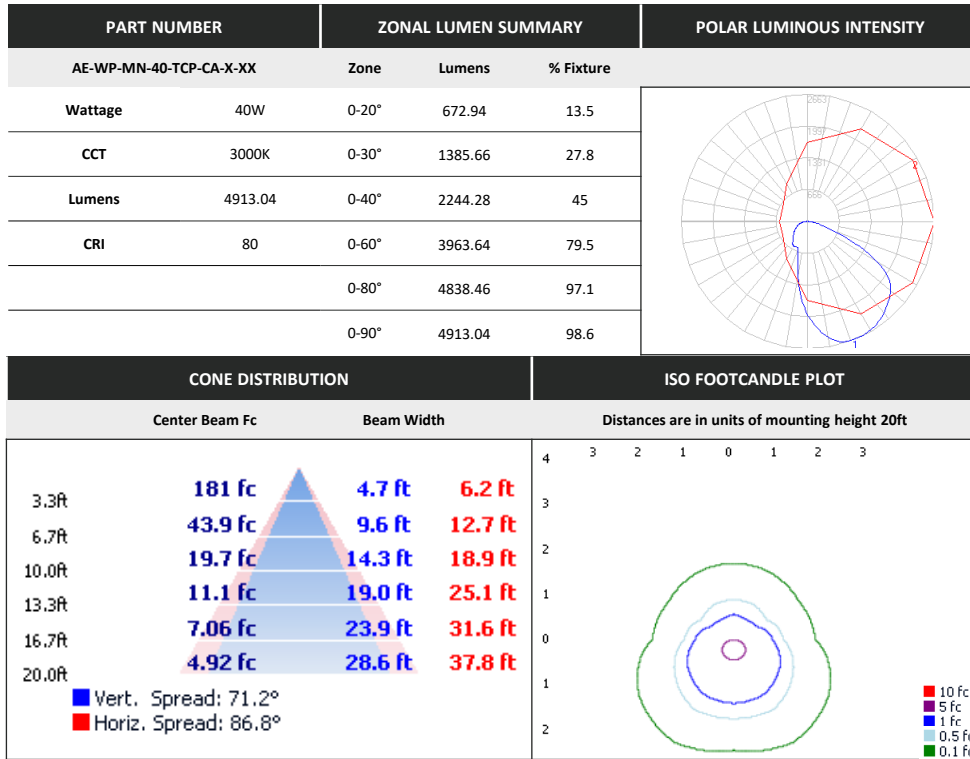 PART NUMBER
ZONAL LUMEN SUMMARY
POLAR LUMINOUS INTENSITY
AE-WP-MN-40-TCP-CA-X-XX
Zone Lumens % Fixture
Wattage 40W
0-20° 672.94 13.5
CCT 3000K
0-30° 1385.66 27.8
Lumens 4913.04
0-40° 2244.28 45
CRI 80
0-60° 3963.64 79.5
0-80° 4838.46 97.1
0-90° 4913.04 98.6
2663
1997
666
2
1
CONE DISTRIBUTION
Center Beam Fc Beam Width
3.3ft 181 fc 4.7 ft 6.2 ft
6.7ft 43.9 fc 9.6 ft 12.7 ft
10.0ft 19.7 fc 14.3 ft 18.9 ft
13.3ft 11.1 fc 19.0 ft 25.1 ft
16.7ft 7.06 fc 23.9 ft 31.6 ft
20.0ft 4.92 fc 28.6 ft 37.8 ft
Vert. Spread: 71.2°
Horiz. Spread: 86.8°
ISO FOOTCANDLE PLOT
Distances are in units of mounting height 20ft
3 2 1 0 1 2 3
4
3
2
1
0
1
2
10 fc
5 fc
1 fc
0.5 fc
0.1 fc